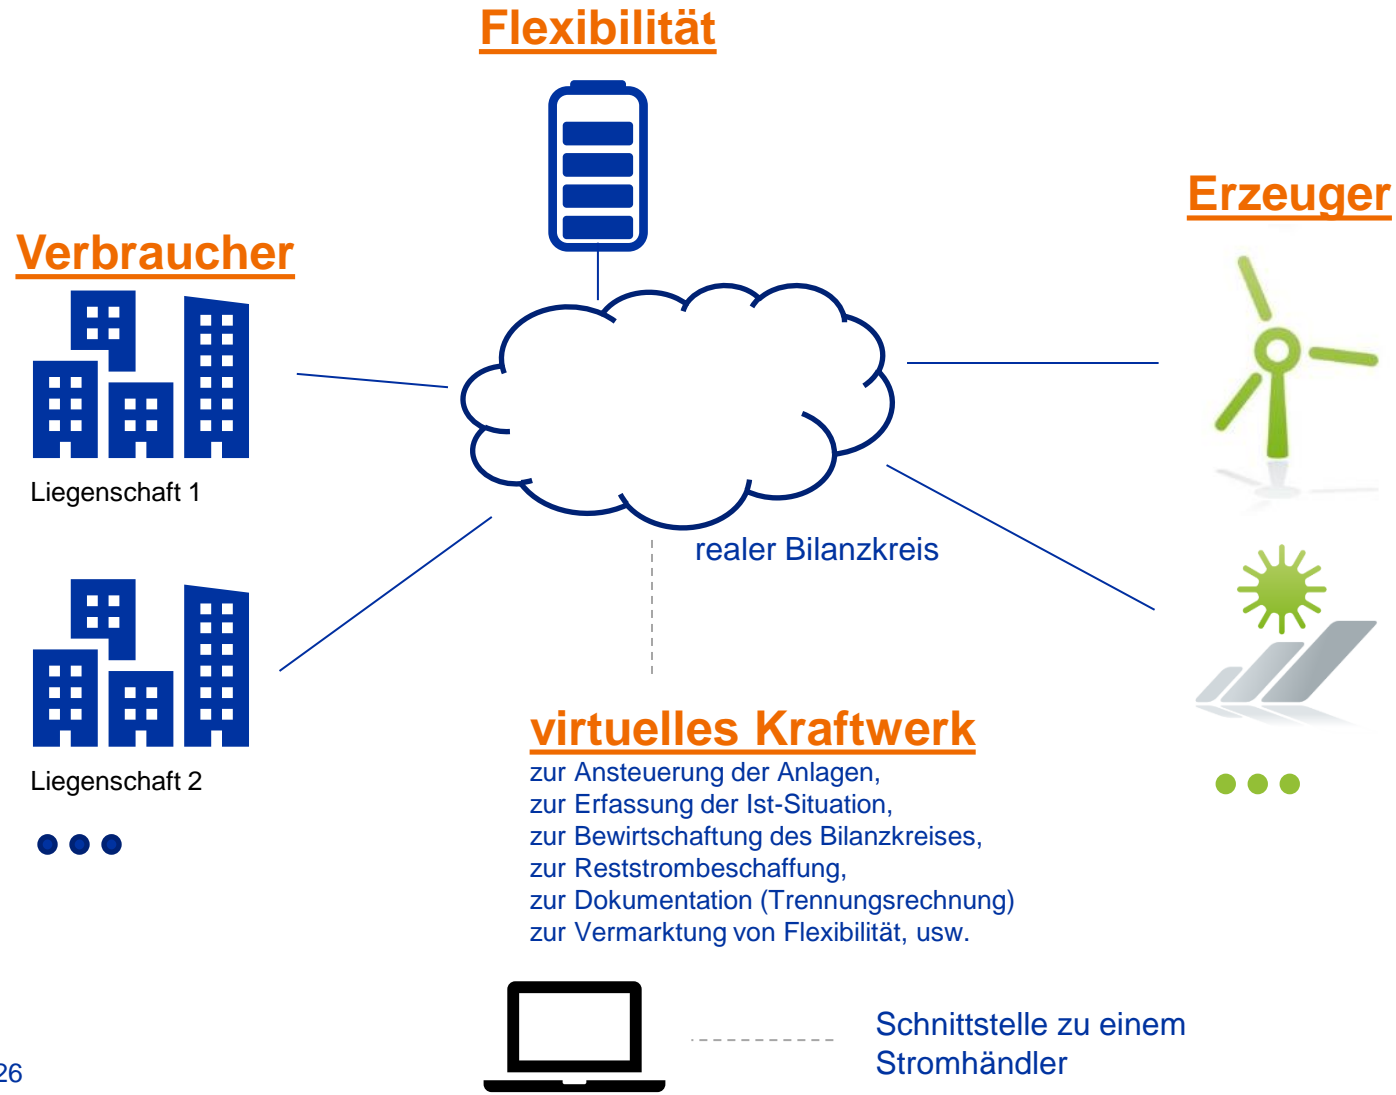 Flexibilität
Erzeuger
Verbraucher
Liegenschaft 1
realer Bilanzkreis
Liegenschaft 2
virtuelles Kraftwerk
zur Ansteuerung der Anlagen,
zur Erfassung der Ist-Situation,
zur Bewirtschaftung des Bilanzkreises,
zur Reststrombeschaffung,
zur Dokumentation (Trennungsrechnung)
zur Vermarktung von Flexibilität, usw.
Schnittstelle zu einem
Stromhändler
26